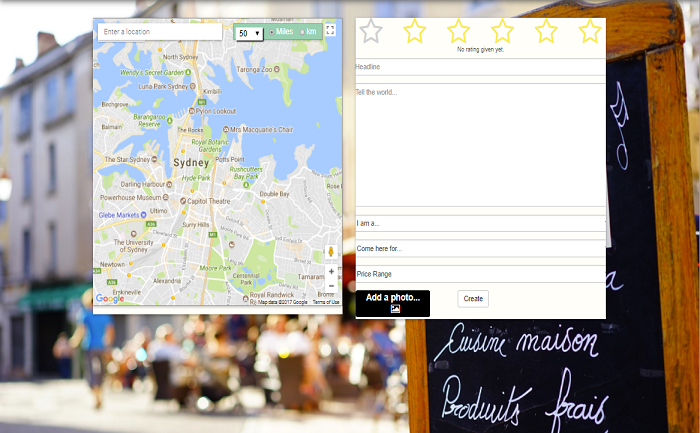 Enter a location
50
Miles
km
Mosman
North Sydney
Taronga Zoo
Wendy's Secret Garden
Luna Park Sydney
Kirribilli
Birchgrove
Pylon Lookout
Barangaroo Reserve
Balmain
The Rocks
Mrs Macquarie's Chair
Royal Botanic Gardens
The Star Sydney
Sydney
Potts Point
Hyde Park
Rushcutters Bay Park
Darling Harbour
Double Bay
Rose
Powerhouse Museum
Capitol Theatre
Glebe Markets
Ultimo
Surry Hills
The University of Sydney
Newtown
Moore Park
Centennial Park
Tamaram
Alexandria
Erskineville
Royal Randwick
Bronte
Google
Map data ©2017 Google
Terms of Use
No rating given yet.
Headline
Tell the world...
I am a...
Come here for...
Price Range
Add a photo...
Create
Cuisine maison
Produits frais